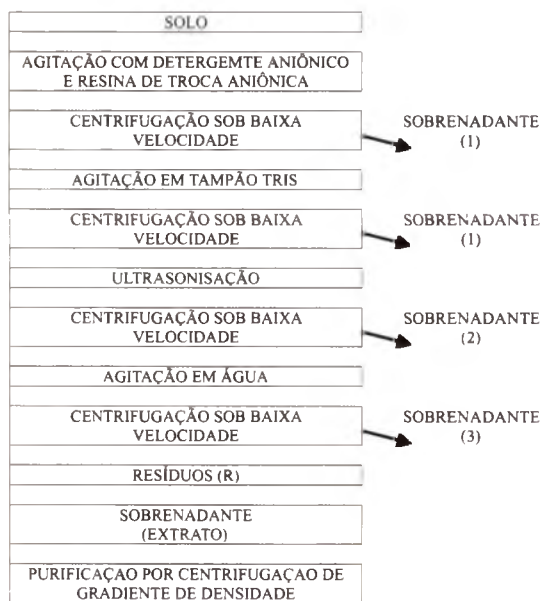 SOLO
AGITAÇÃO COM DETERGEMTE ANIÔNICO
E RESINA DE TROCA ANIÔNICA
CENTRIFUGAÇÃO SOB BAIXA
VELOCIDADE
SOBRENADANTE
(1)
AGITAÇÃO EM TAMPÃO TRIS
CENTRIFUGAÇÃO SOB BAIXA
VELOCIDADE
SOBRENADANTE
(1)
ULTRASONISAÇÃO
CENTRIFUGAÇÃO SOB BAIXA
VELOCIDADE
SOBRENADANTE
(2)
AGITAÇÃO EM ÁGUA
CENTRIFUGAÇÃO SOB BAIXA
VELOCIDADE
SOBRENADANTE
(3)
RESÍDUOS (R)
SOBRENADANTE
(EXTRATO)
PURIFICAÇAO POR CENTRIFUGAÇAO DE
GRADIENTE DE DENSIDADE